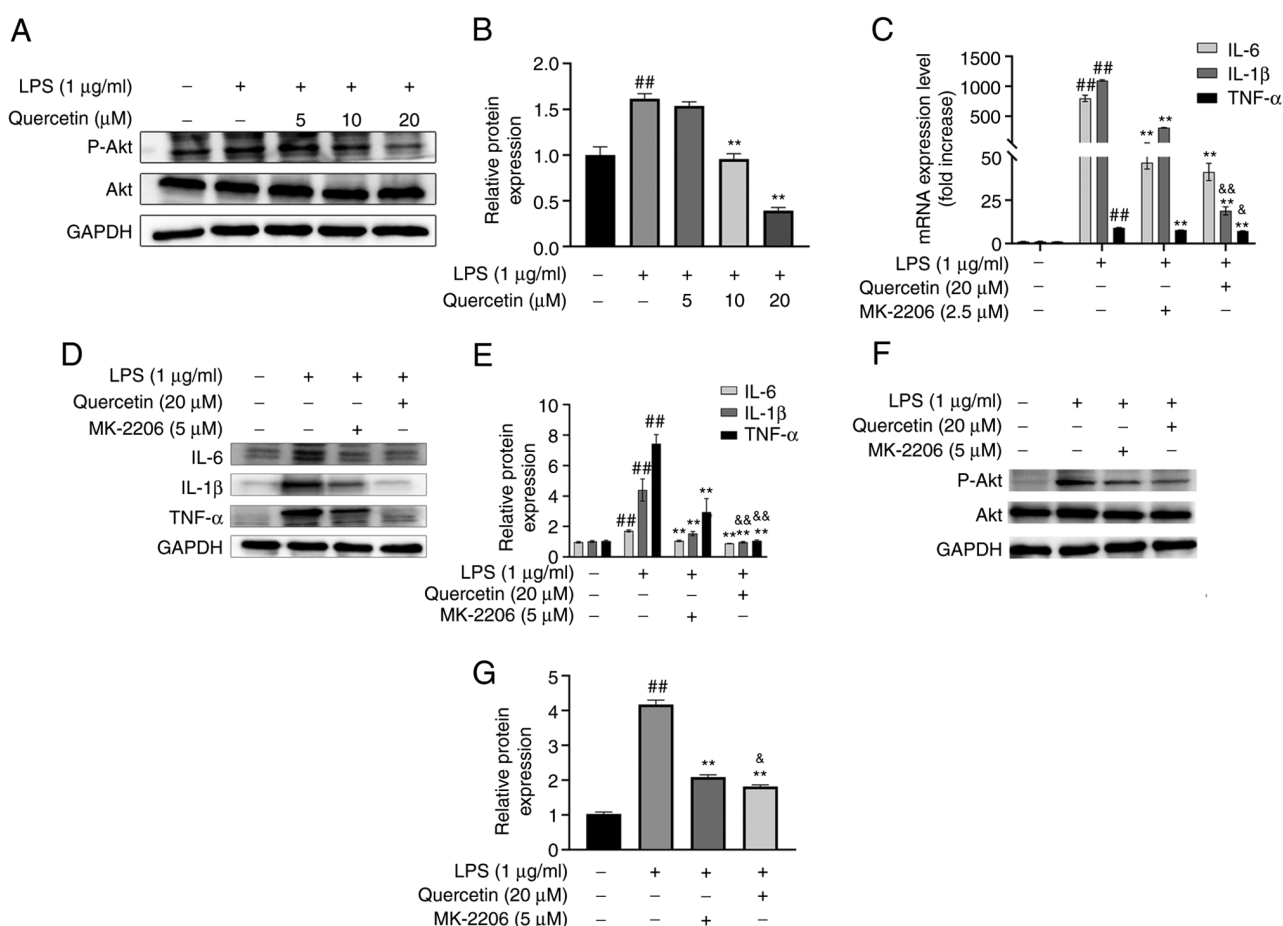 A
LPS (1 µg/ml) – + + + +
Quercetin (µM) – – 5 10 20
P-Akt
Akt
GAPDH
B
Relative protein
expression
2.0
1.5
1.0
0.5
0.0
##
**
**
LPS (1 µg/ml) – + + + +
Quercetin (µM) – – 5 10 20
C
mRNA expression level
(fold increase)
1500
1000
500
50
25
0
IL-6
IL-1β
TNF-α
## ## ##
** ** **
** && ** & **
LPS (1 µg/ml) – + + +
Quercetin (20 µM) – – – +
MK-2206 (2.5 µM) – – + –
D
LPS (1 µg/ml) – + + +
Quercetin (20 µM) – – – +
MK-2206 (5 µM) – – + –
IL-6
IL-1β
TNF-α
GAPDH
E
Relative protein
expression
10
8
6
4
2
0
IL-6
IL-1β
TNF-α
## ## ##
** ** **
** && ** && **
LPS (1 µg/ml) – + + +
Quercetin (20 µM) – – – +
MK-2206 (5 µM) – – + –
F
LPS (1 µg/ml) – + + +
Quercetin (20 µM) – – – +
MK-2206 (5 µM) – – + –
P-Akt
Akt
GAPDH
G
Relative protein
expression
5
4
3
2
1
0
##
**
&
**
LPS (1 µg/ml) – + + +
Quercetin (20 µM) – – – +
MK-2206 (5 µM) – – + –